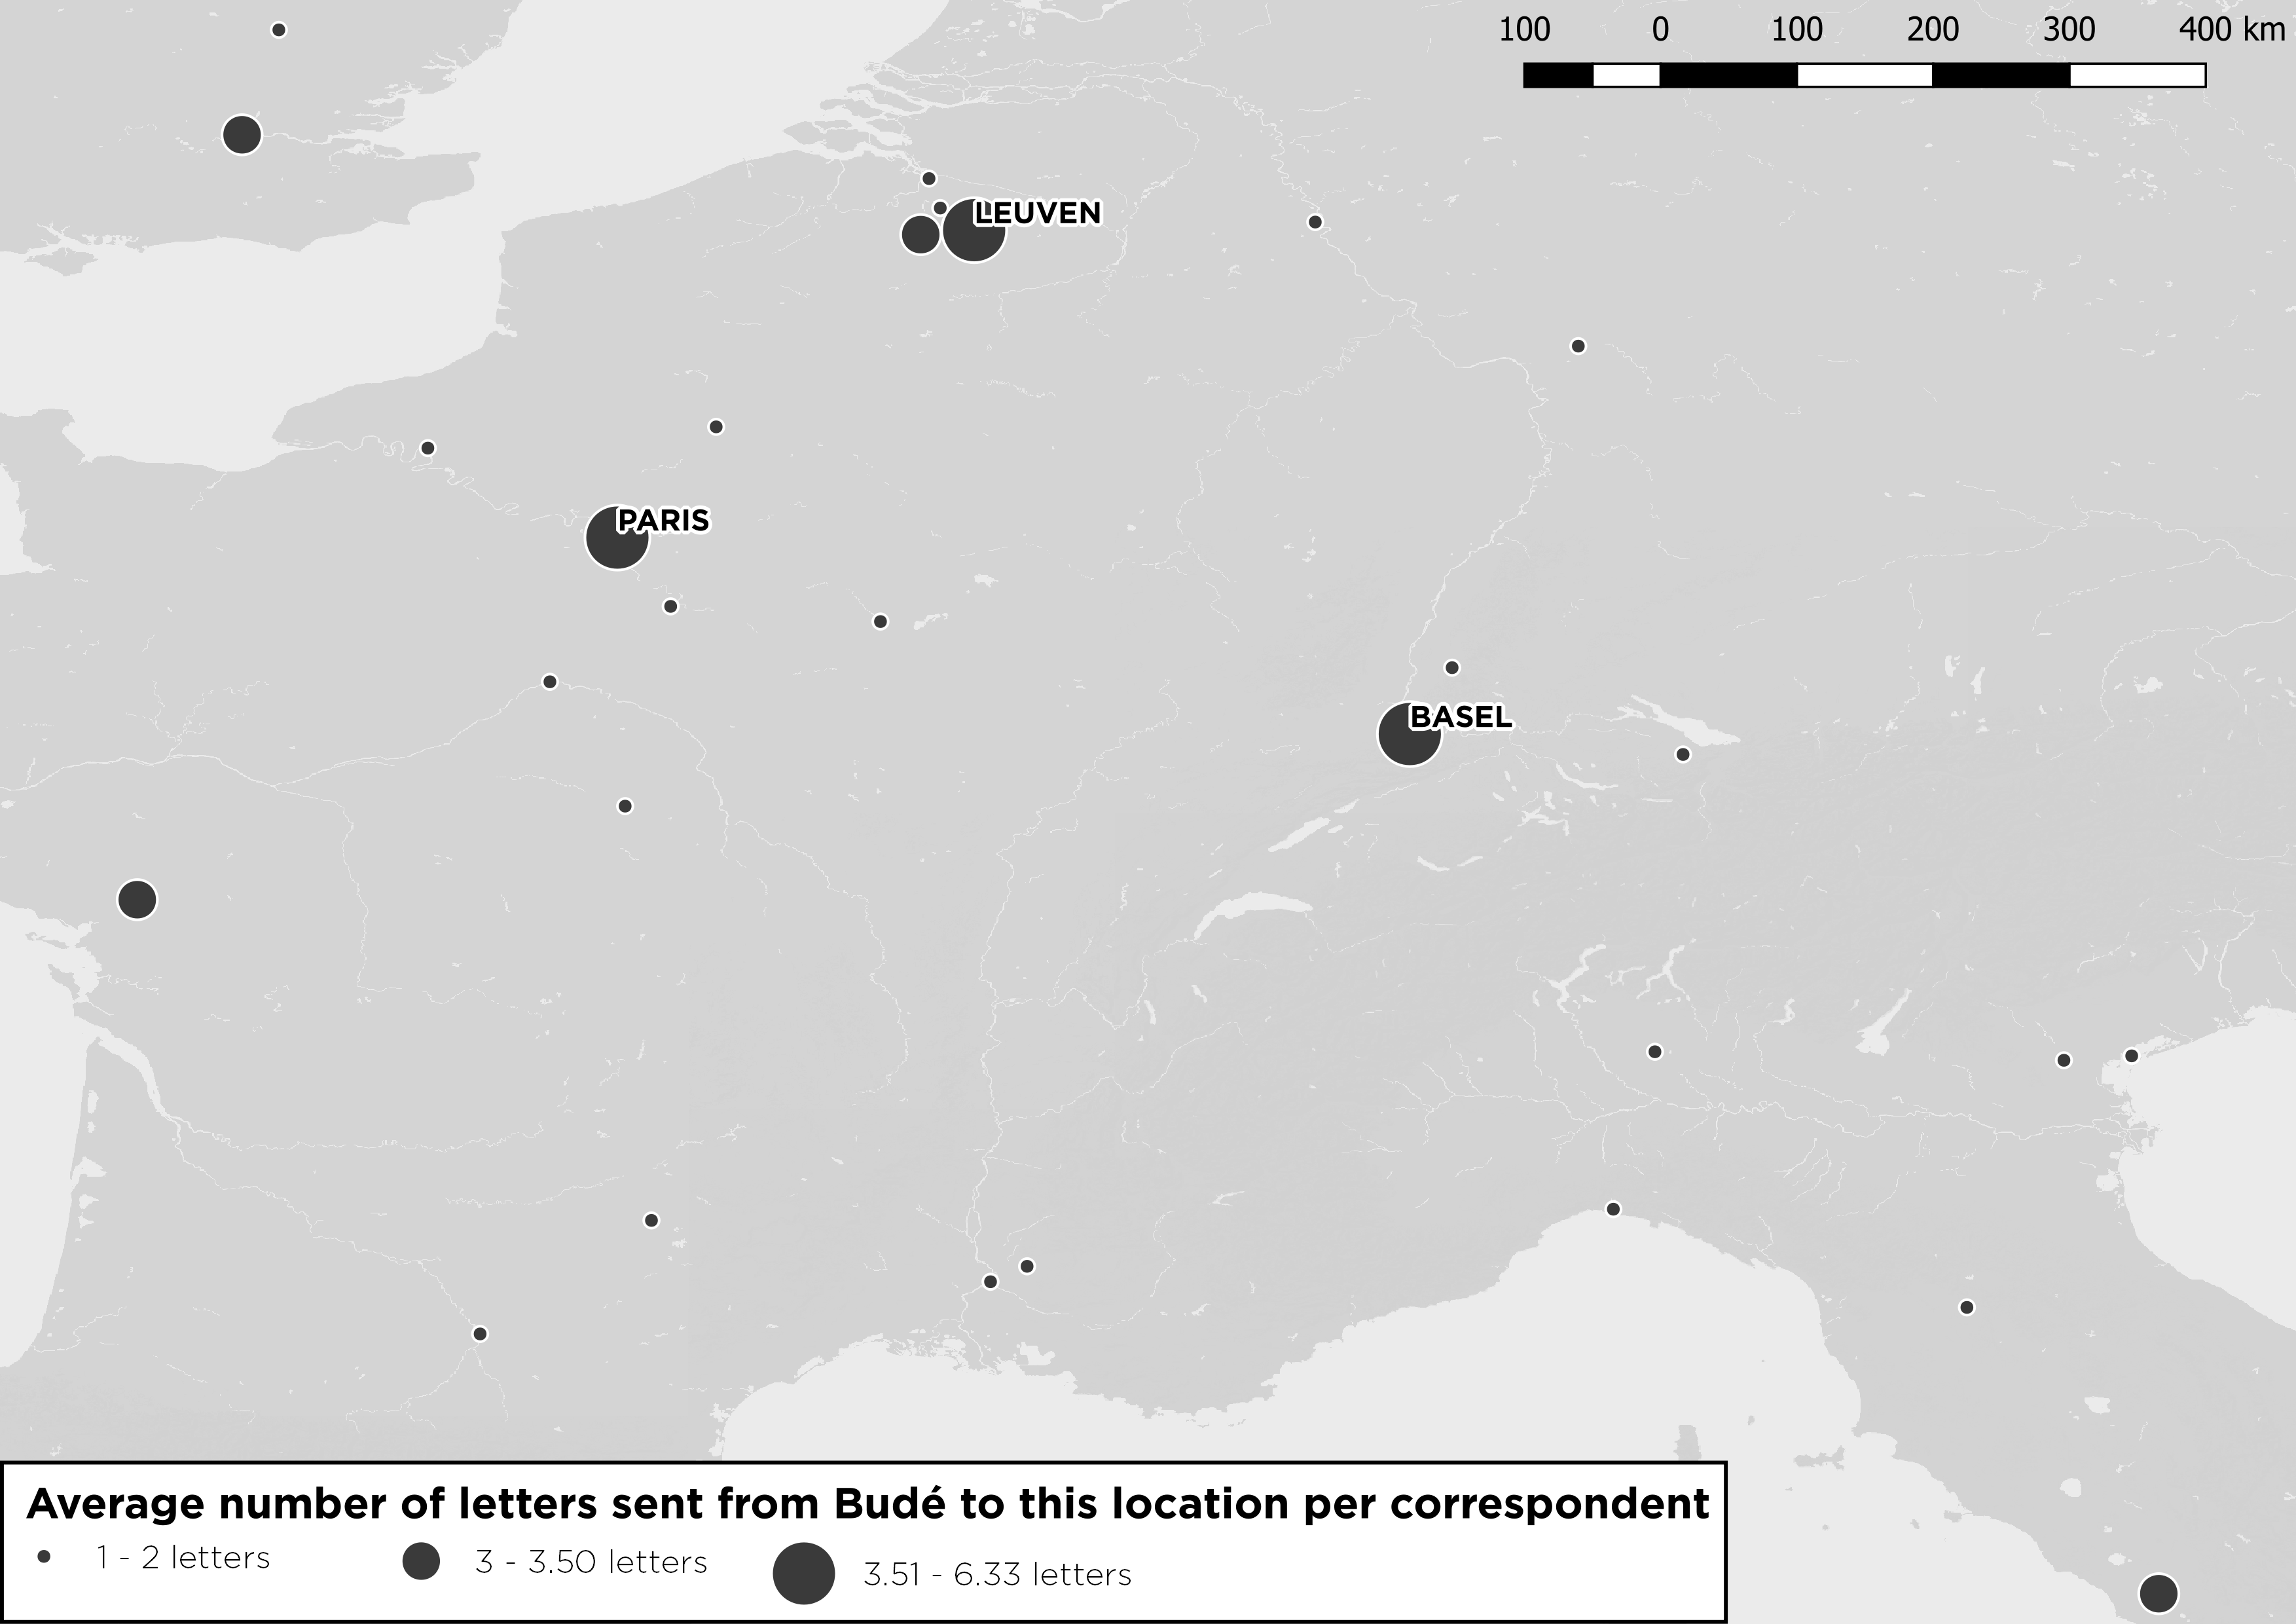 100 0 100 200 300 400 km
LEUVEN
PARIS
BASEL
Average number of letters sent from Budé to this location per correspondent
1 - 2 letters 3 - 3.50 letters 3.51 - 6.33 letters